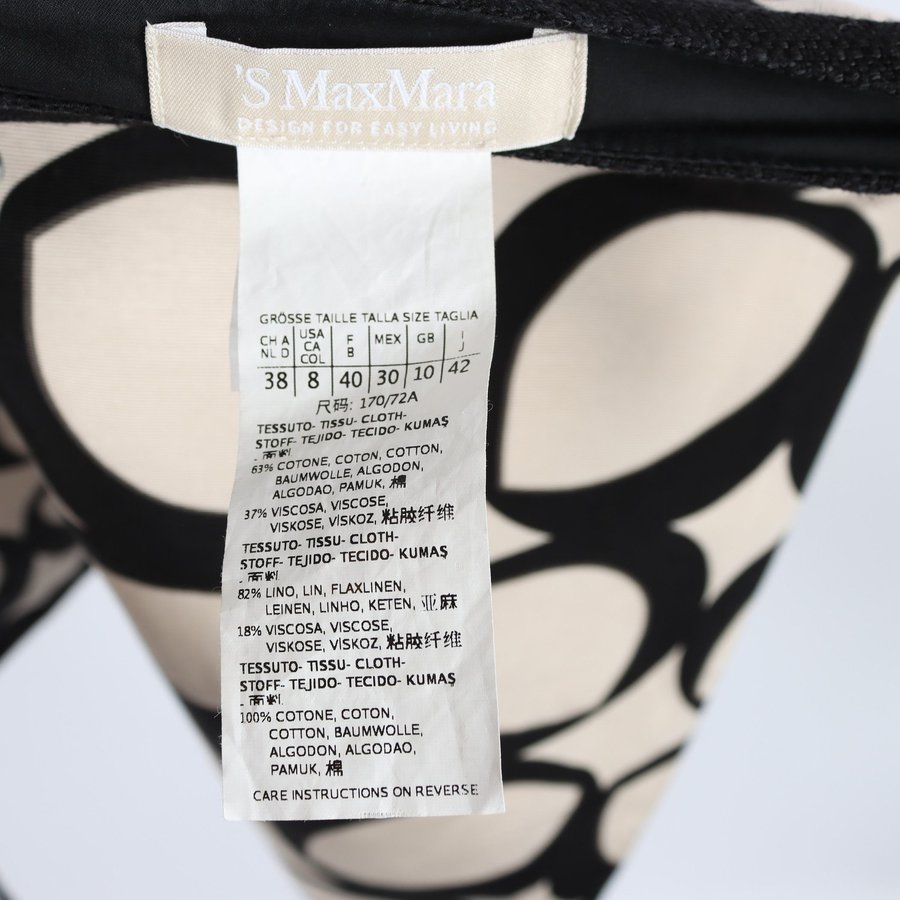 'S MaxMara
DESIGN FOR EASY LIVING
GRÖSSE TAILLE TALLA SIZE TAGLIA
CH A NL D USA CA COL F B MEX GB I J
38 8 40 30 10 42
尺码: 170/72A
TESSUTO- TISSU- CLOTH-
STOFF- TEJIDO- TECIDO- KUMAŞ
- 面料
63% COTONE, COTON, COTTON,
BAUMWOLLE, ALGODON,
ALGODAO, PAMUK, 棉
37% VISCOSA, VISCOSE,
VISKOSE, VİSKOZ, 粘胶纤维
TESSUTO- TISSU- CLOTH-
STOFF- TEJIDO- TECIDO- KUMAŞ
- 面料
82% LINO, LIN, FLAXLINEN,
LEINEN, LINHO, KETEN, 亚麻
18% VISCOSA, VISCOSE,
VISKOSE, VİSKOZ, 粘胶纤维
TESSUTO- TISSU- CLOTH-
STOFF- TEJIDO- TECIDO- KUMAŞ
- 面料
100% COTONE, COTON,
COTTON, BAUMWOLLE,
ALGODON, ALGODAO,
PAMUK, 棉
CARE INSTRUCTIONS ON REVERSE